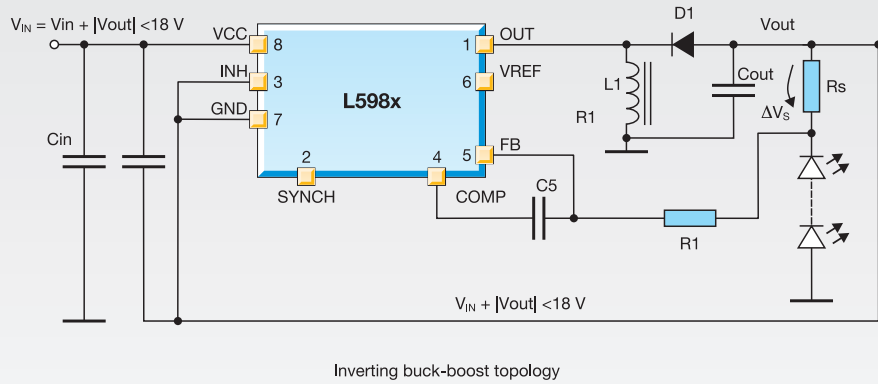 V_IN = Vin + |Vout| <18 V
VCC
8
1
OUT
D1
Vout
INH
3
6
VREF
L1
Cout
Rs
GND
7
L598x
R1
ΔV_S
Cin
2
4
5
FB
SYNCH
COMP
C5
R1
V_IN + |Vout| <18 V
Inverting buck-boost topology